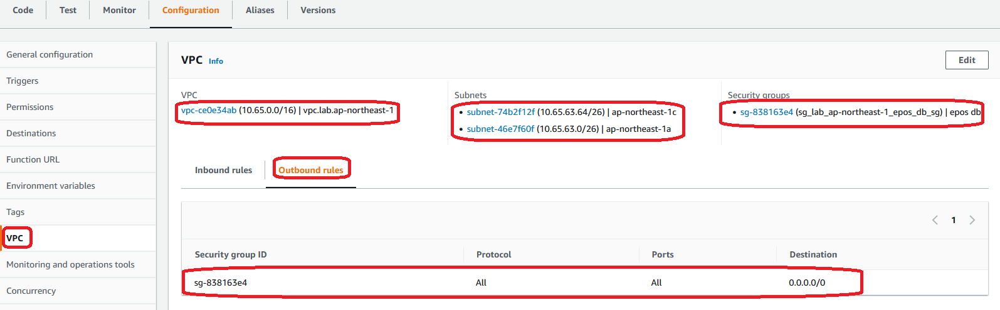 Code Test Monitor Configuration Aliases Versions
General configuration
Triggers
Permissions
Destinations
Function URL
Environment variables
Tags
VPC
Monitoring and operations tools
Concurrency
VPC Info
Edit
VPC
vpc-ce0e34ab (10.65.0.0/16) | vpc.lab.ap-northeast-1
Subnets
• subnet-74b2f12f (10.65.63.64/26) | ap-northeast-1c
• subnet-46e7f60f (10.65.63.0/26) | ap-northeast-1a
Security groups
• sg-838163e4 (sg_lab_ap-northeast-1_epos_db_sg) | epos db
Inbound rules Outbound rules
1
Security group ID Protocol Ports Destination
sg-838163e4 All All 0.0.0.0/0